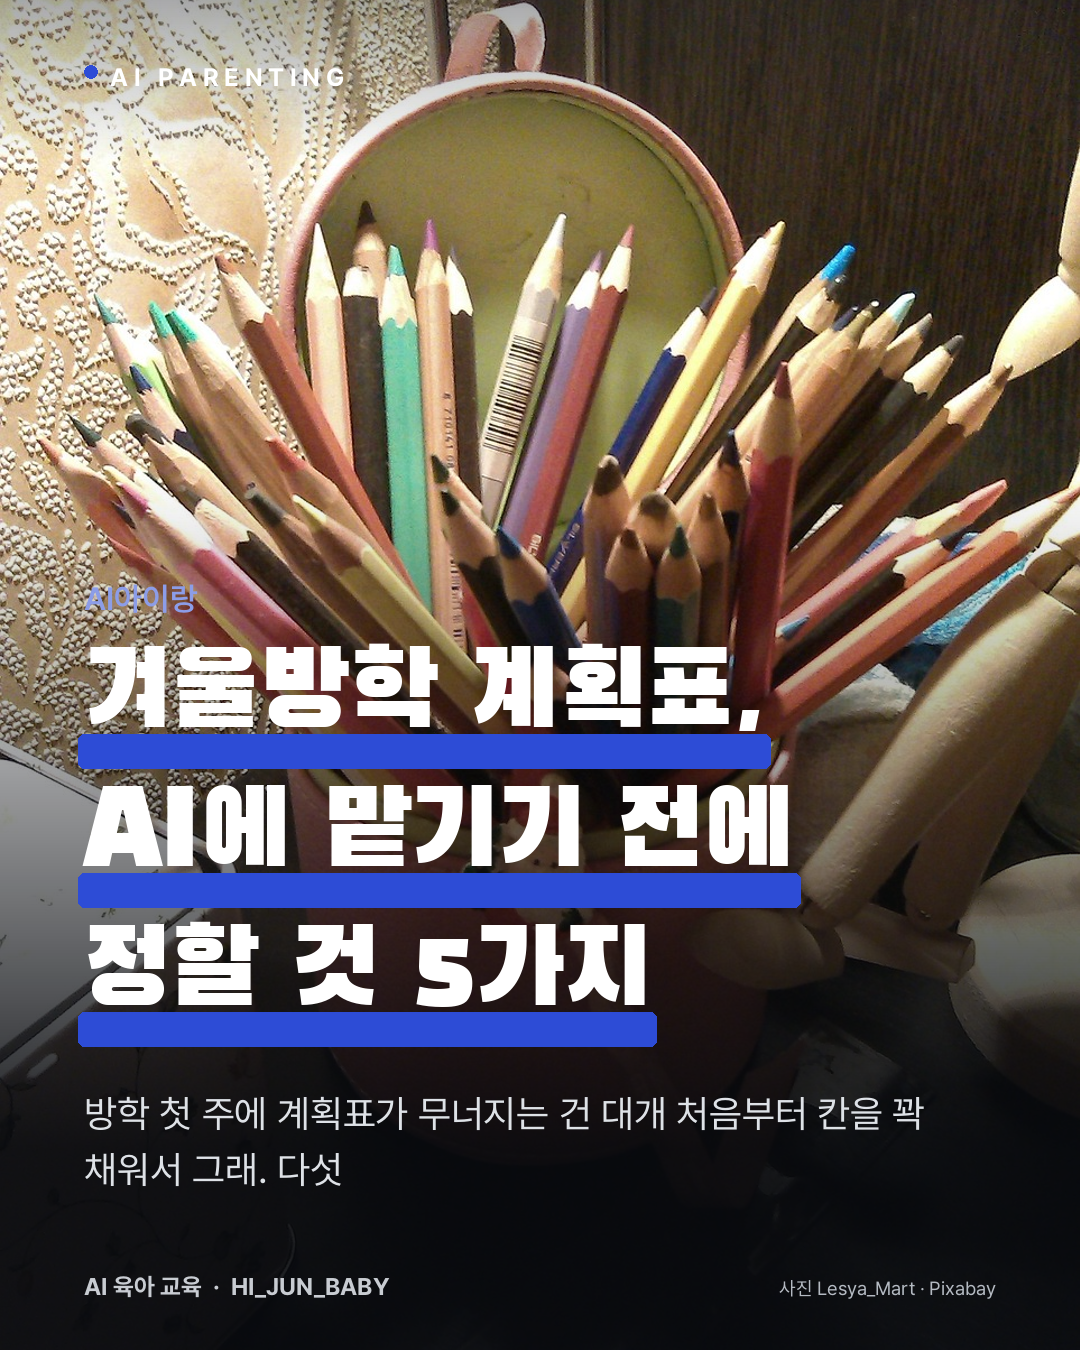 AI PARENTING
AI아이랑
겨울방학 계획표,
AI에 맡기기 전에
정할 것 5가지
방학 첫 주에 계획표가 무너지는 건 대개 처음부터 칸을 꽉
채워서 그래. 다섯
AI 육아 교육 · HI_JUN_BABY
사진 Lesya_Mart · Pixabay